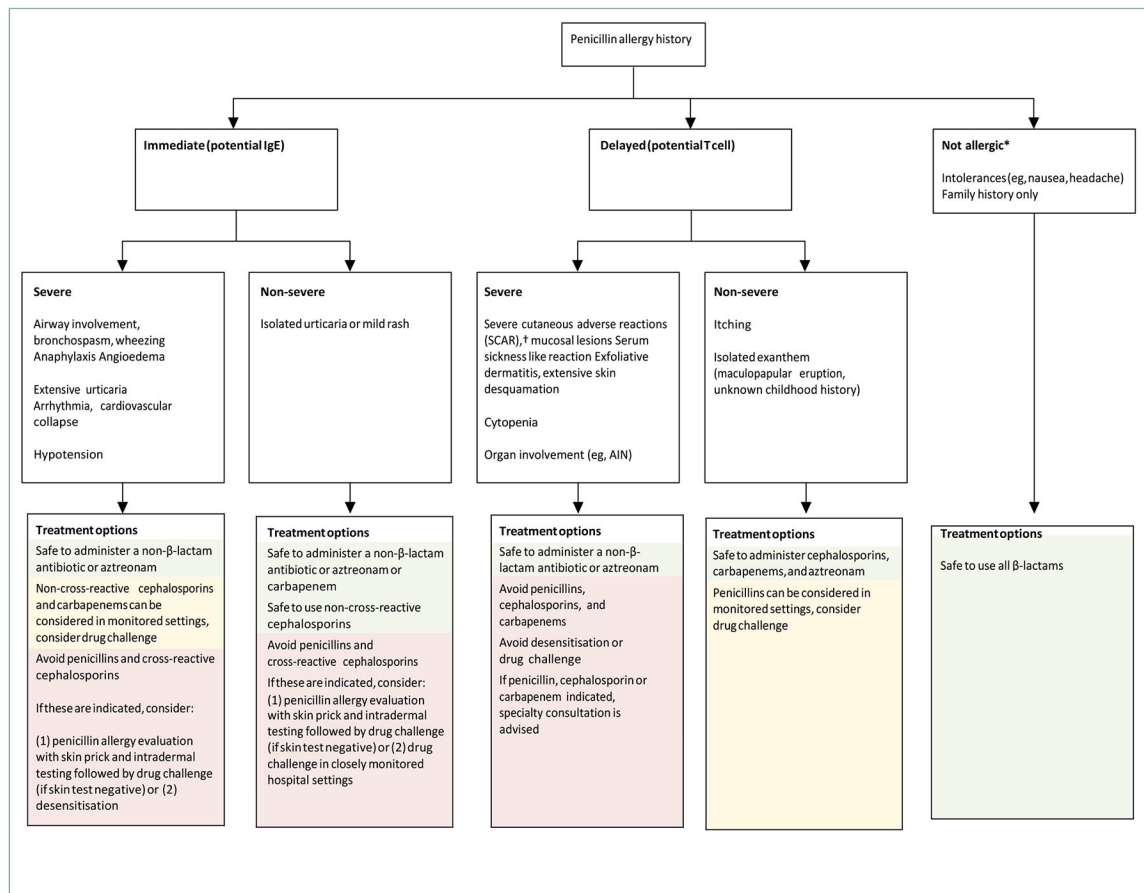 Penicillin allergy history
Immediate (potential IgE)
Delayed (potential T cell)
Not allergic*
Intolerances (eg, nausea, headache)
Family history only
Severe
Airway involvement,
bronchospasm, wheezing
Anaphylaxis Angioedema
Extensive urticaria
Arrhythmia, cardiovascular
collapse
Hypotension
Non-severe
Isolated urticaria or mild rash
Severe
Severe cutaneous adverse reactions
(SCAR),† mucosal lesions Serum
sickness like reaction Exfoliative
dermatitis, extensive skin
desquamation
Cytopenia
Organ involvement (eg, AIN)
Non-severe
Itching
Isolated exanthem
(maculopapular eruption,
unknown childhood history)
Treatment options
Safe to administer a non-β-lactam
antibiotic or aztreonam
Non-cross-reactive cephalosporins
and carbapenems can be
considered in monitored settings,
consider drug challenge
Avoid penicillins and cross-reactive
cephalosporins
If these are indicated, consider:
(1) penicillin allergy evaluation
with skin prick and intradermal
testing followed by drug challenge
(if skin test negative) or (2)
desensitisation
Treatment options
Safe to administer a non-β-lactam
antibiotic or aztreonam or
carbapenem
Safe to use non-cross-reactive
cephalosporins
Avoid penicillins and
cross-reactive cephalosporins
If these are indicated, consider:
(1) penicillin allergy evaluation
with skin prick and intradermal
testing followed by drug challenge
(if skin test negative) or (2) drug
challenge in closely monitored
hospital settings
Treatment options
Safe to administer a non-β-
lactam antibiotic or aztreonam
Avoid penicillins,
cephalosporins, and
carbapenems
Avoid desensitisation or
drug challenge
If penicillin, cephalosporin or
carbapenem indicated,
specialty consultation is
advised
Treatment options
Safe to administer cephalosporins,
carbapenems, and aztreonam
Penicillins can be considered in
monitored settings, consider
drug challenge
Treatment options
Safe to use all β-lactams